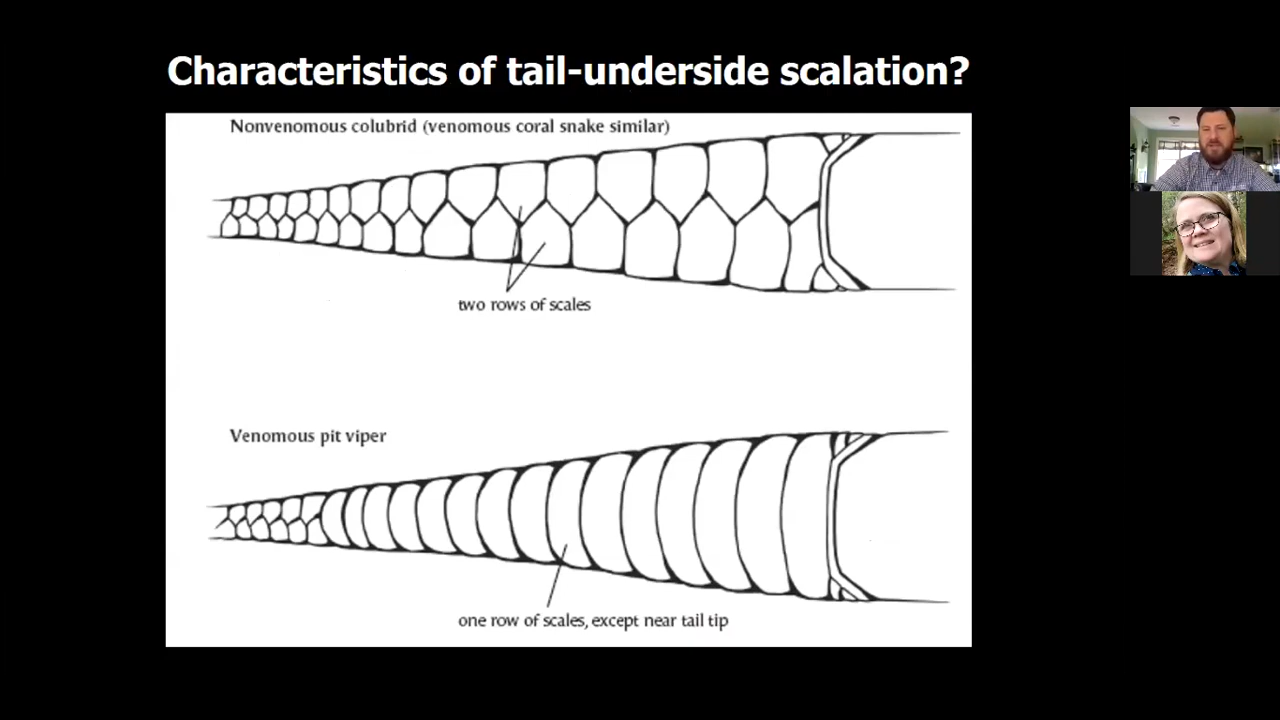 Characteristics of tail-underside scalation?
Nonvenomous colubrid (venomous coral snake similar)
two rows of scales
Venomous pit viper
one row of scales, except near tail tip